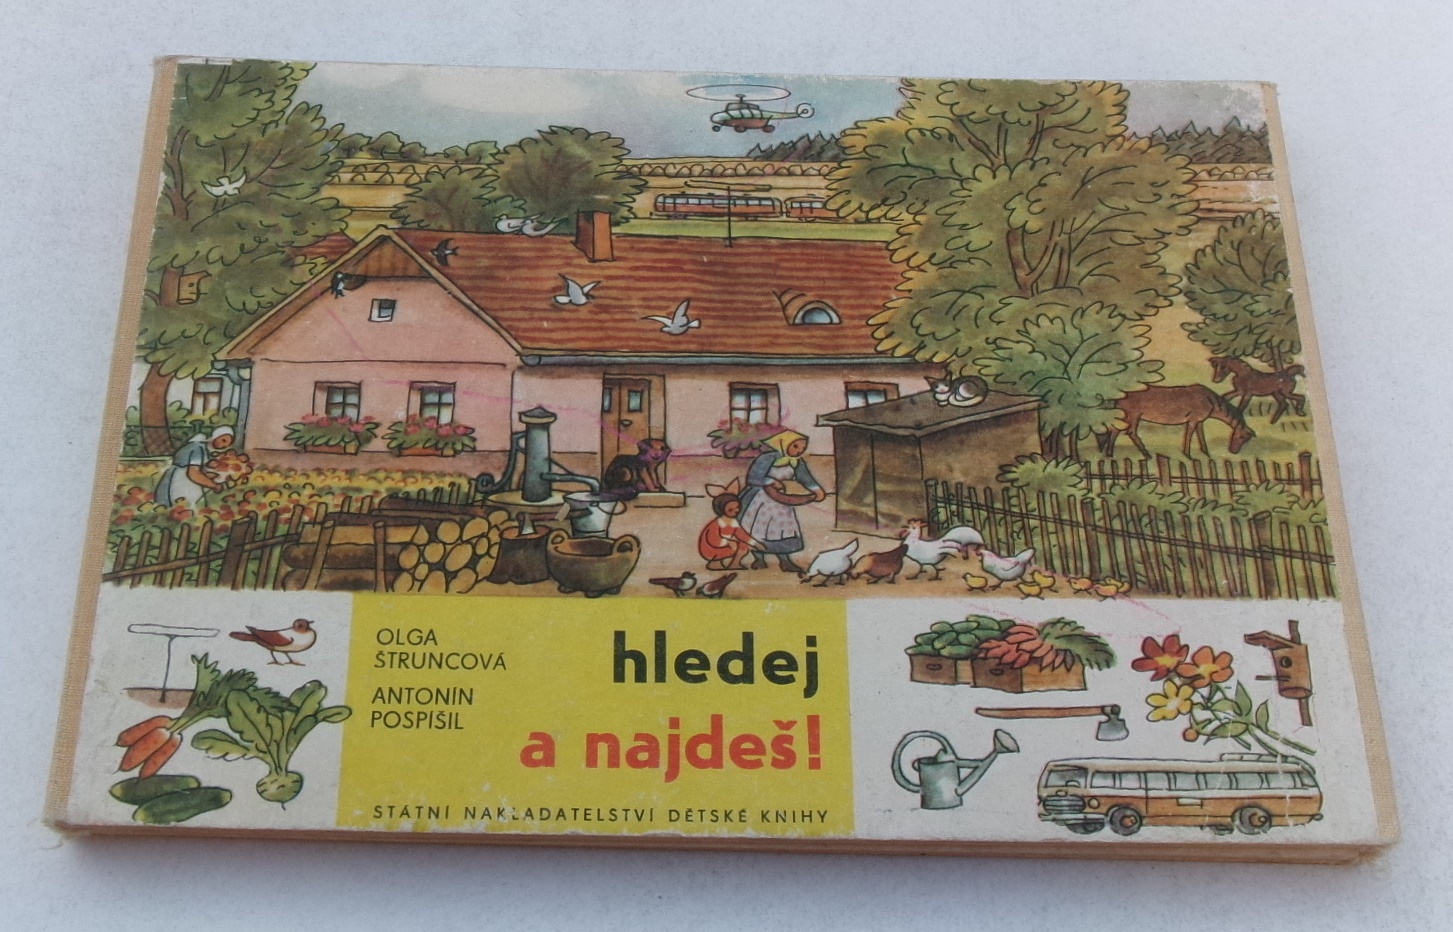 OLGA
ŠTRUNCOVÁ
ANTONÍN
POSPÍŠIL
hledej
a najdeš!
STÁTNÍ NAKLADATELSTVÍ DĚTSKÉ KNIHY